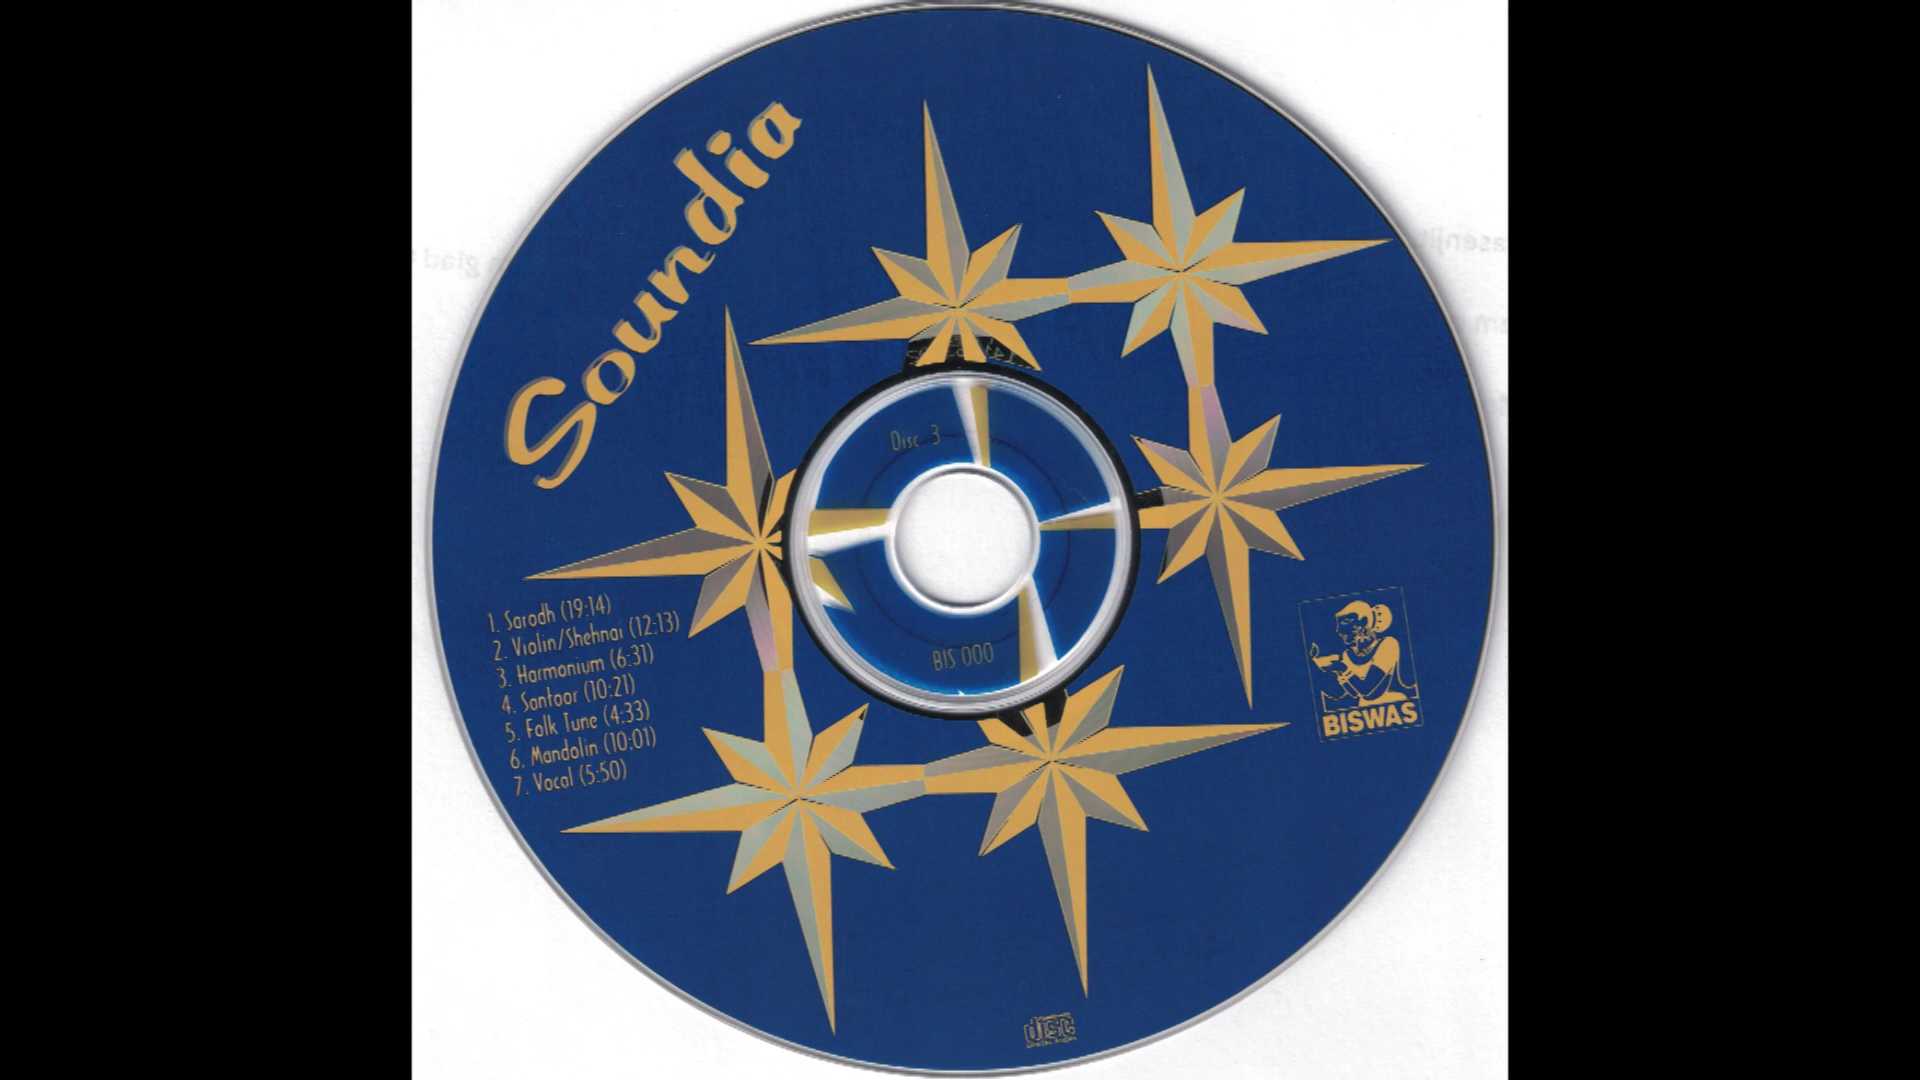 Soundia
Disc 3
1. Sarodh (19:14)
2. Violin/Shehnai (12:13)
3. Harmonium (6:31)
4. Santoor (10:21)
5. Folk Tune (4:33)
6. Mandolin (10:01)
7. Vocal (5:50)
BIS 000
BISWAS
disc